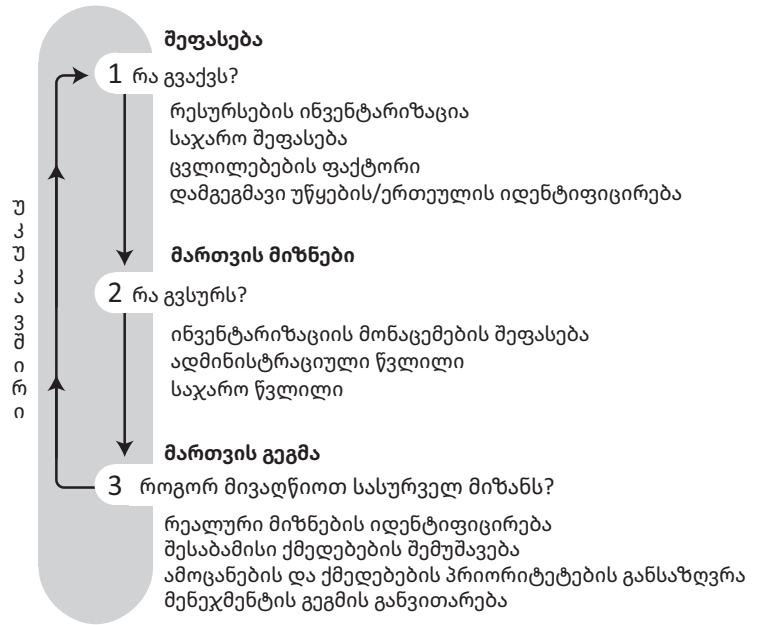 შეფასება
1 რა გვაქვს?
რესურსების ინვენტარიზაცია
საჯარო შეფასება
ცვლილებების ფაქტორი
დამგეგმავი უწყების/ერთეულის იდენტიფიცირება
მართვის მიზნები
2 რა გვსურს?
ინვენტარიზაციის მონაცემების შეფასება
ადმინისტრაციული წვლილი
საჯარო წვლილი
მართვის გეგმა
3 როგორ მივაღწიოთ სასურველ მიზანს?
რეალური მიზნების იდენტიფიცირება
შესაბამისი ქმედებების შემუშავება
ამოცანების და ქმედებების პრიორიტეტების განსაზღვრა
მენეჯმენტის გეგმის განვითარება
უკუკავშირი